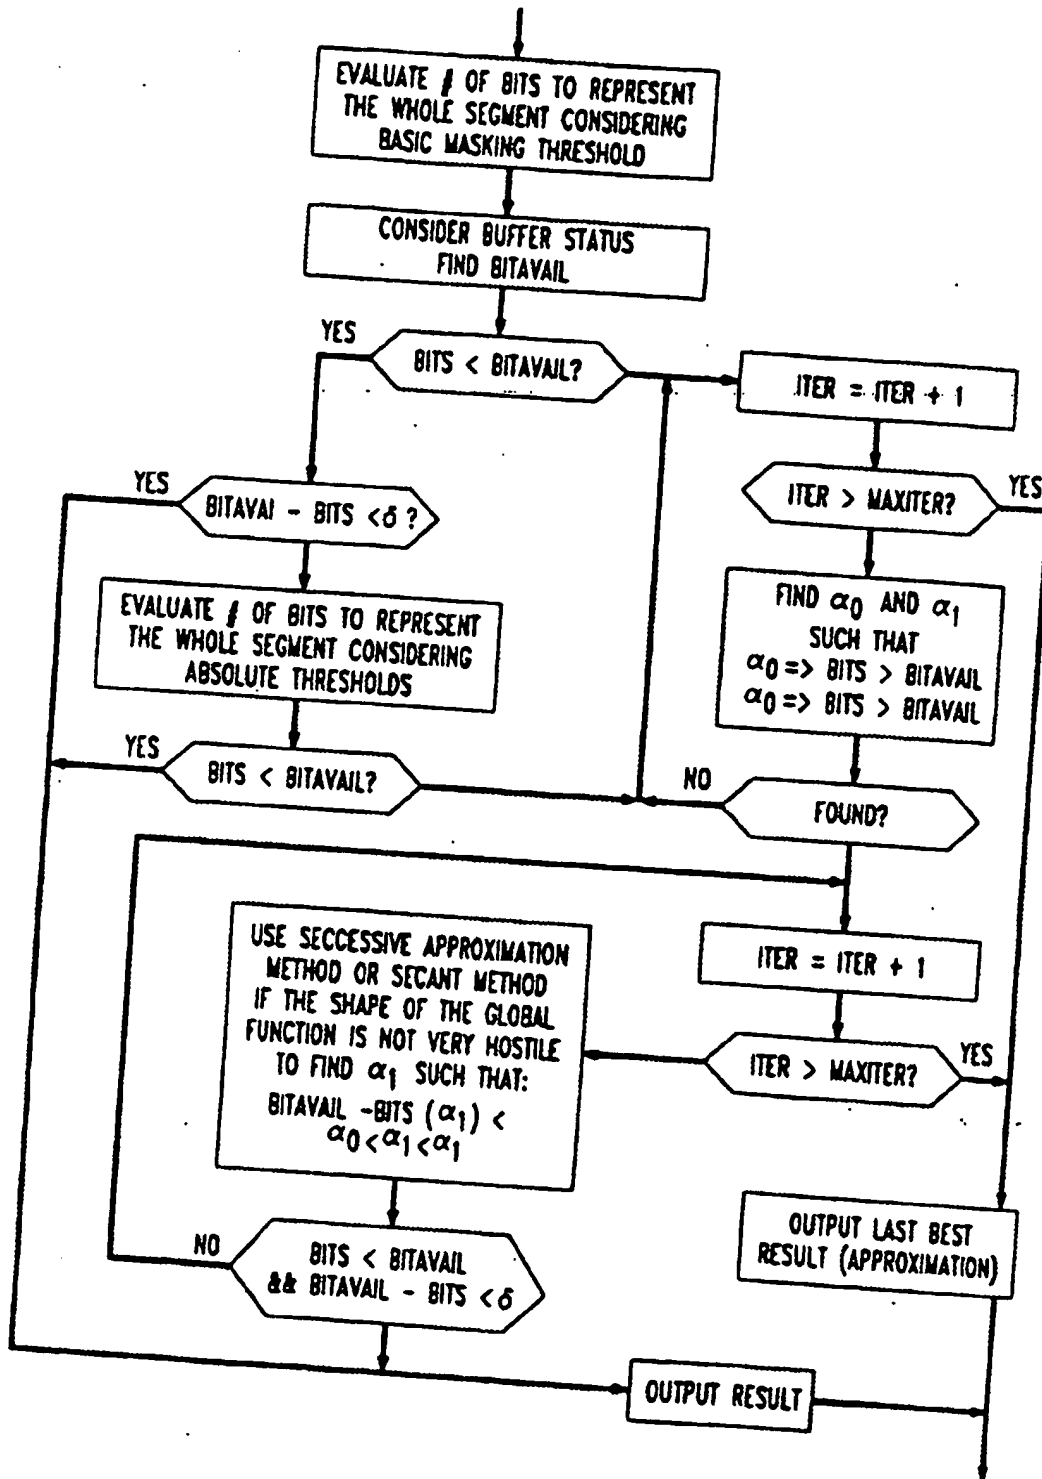 EVALUATE # OF BITS TO REPRESENT
THE WHOLE SEGMENT CONSIDERING
BASIC MASKING THRESHOLD
CONSIDER BUFFER STATUS
FIND BITAVAIL
YES
BITS < BITAVAIL?
ITER = ITER + 1
YES
BITAVAI - BITS < δ ?
ITER > MAXITER?
YES
EVALUATE # OF BITS TO REPRESENT
THE WHOLE SEGMENT CONSIDERING
ABSOLUTE THRESHOLDS
FIND α0 AND α1
SUCH THAT
α0 => BITS > BITAVAIL
α0 => BITS > BITAVAIL
YES
BITS < BITAVAIL?
NO
FOUND?
USE SECCESSIVE APPROXIMATION
METHOD OR SECANT METHOD
IF THE SHAPE OF THE GLOBAL
FUNCTION IS NOT VERY HOSTILE
TO FIND α1 SUCH THAT:
BITAVAIL -BITS (α1) <
α0 < α1 < α1
ITER = ITER + 1
ITER > MAXITER?
YES
NO
BITS < BITAVAIL
&& BITAVAIL - BITS < δ
OUTPUT LAST BEST
RESULT (APPROXIMATION)
OUTPUT RESULT